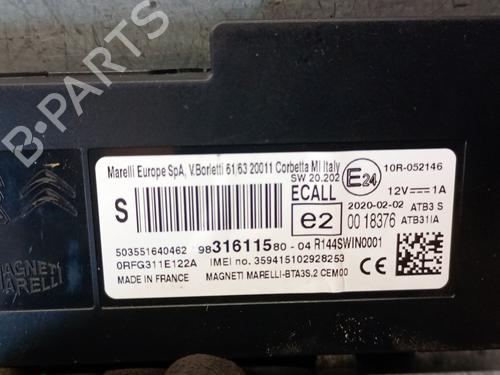 B-PARTS
Marelli Europe SpA, V.Borletti 61/63 20011 Corbetta MI Italy
SW 20.202
E24
10R-052146
S
ECALL
12V 1A
2020-02-02 ATB3 S
e2
00 18376 ATB31IA
503551640462
9831611580-04 R144SWIN0001
0RFG311E122A
IMEI no. 359415102928253
MADE IN FRANCE
MAGNETI MARELLI-BTA3S.2 CEM00
CE
MAGNETI
MARELLI